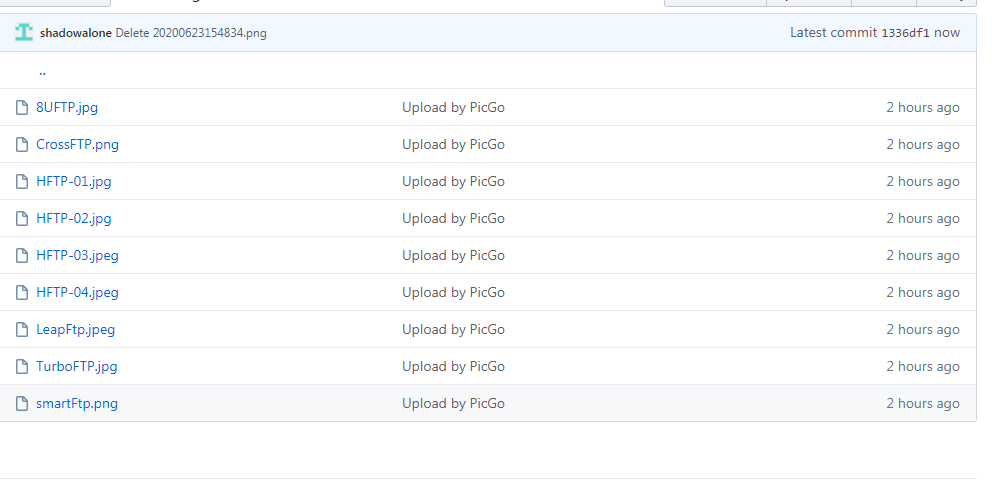 shadowalone Delete 20200623154834.png Latest commit 1336df1 now
..
8UFTP.jpg Upload by PicGo 2 hours ago
CrossFTP.png Upload by PicGo 2 hours ago
HFTP-01.jpg Upload by PicGo 2 hours ago
HFTP-02.jpg Upload by PicGo 2 hours ago
HFTP-03.jpeg Upload by PicGo 2 hours ago
HFTP-04.jpeg Upload by PicGo 2 hours ago
LeapFtp.jpeg Upload by PicGo 2 hours ago
TurboFTP.jpg Upload by PicGo 2 hours ago
smartFtp.png Upload by PicGo 2 hours ago